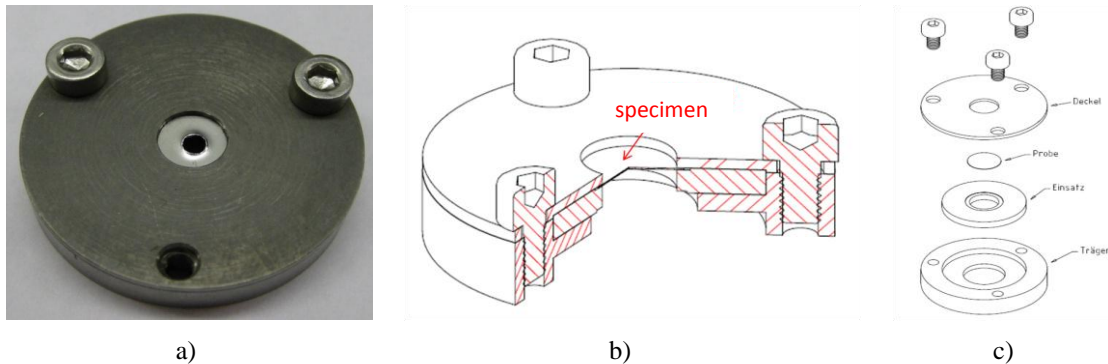 specimen
Deckel
Probe
Einsatz
Träger
a)
b)
c)